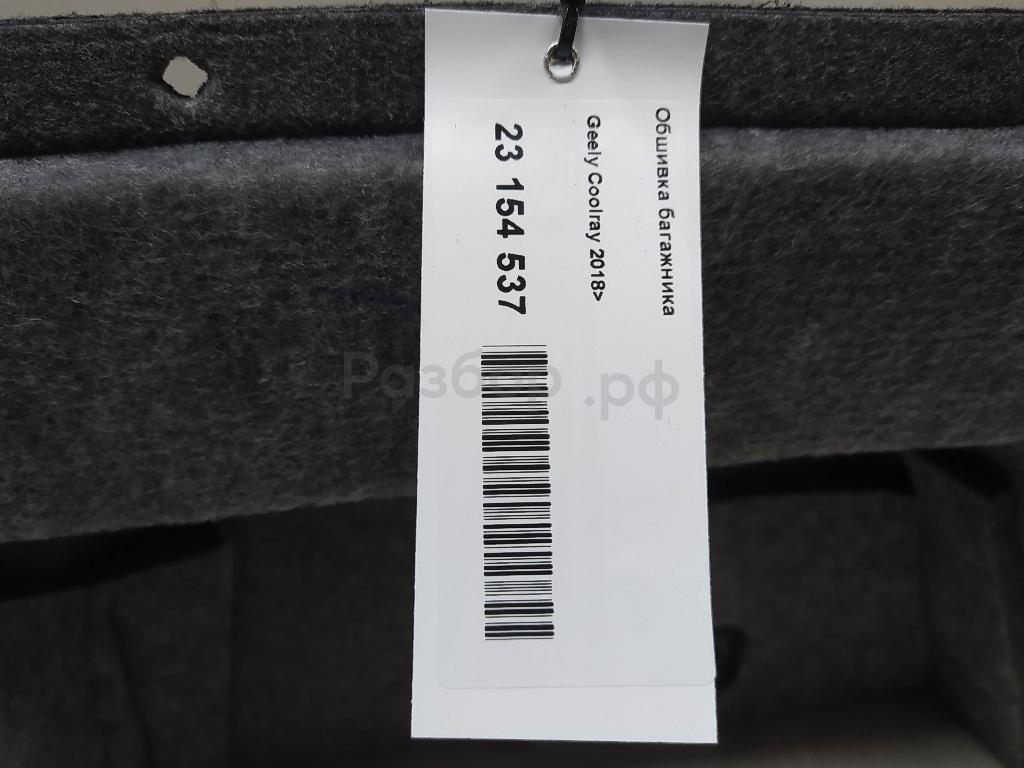 Обшивка багажника
Geely Coolray 2018>
23 154 537
Разбор.рф